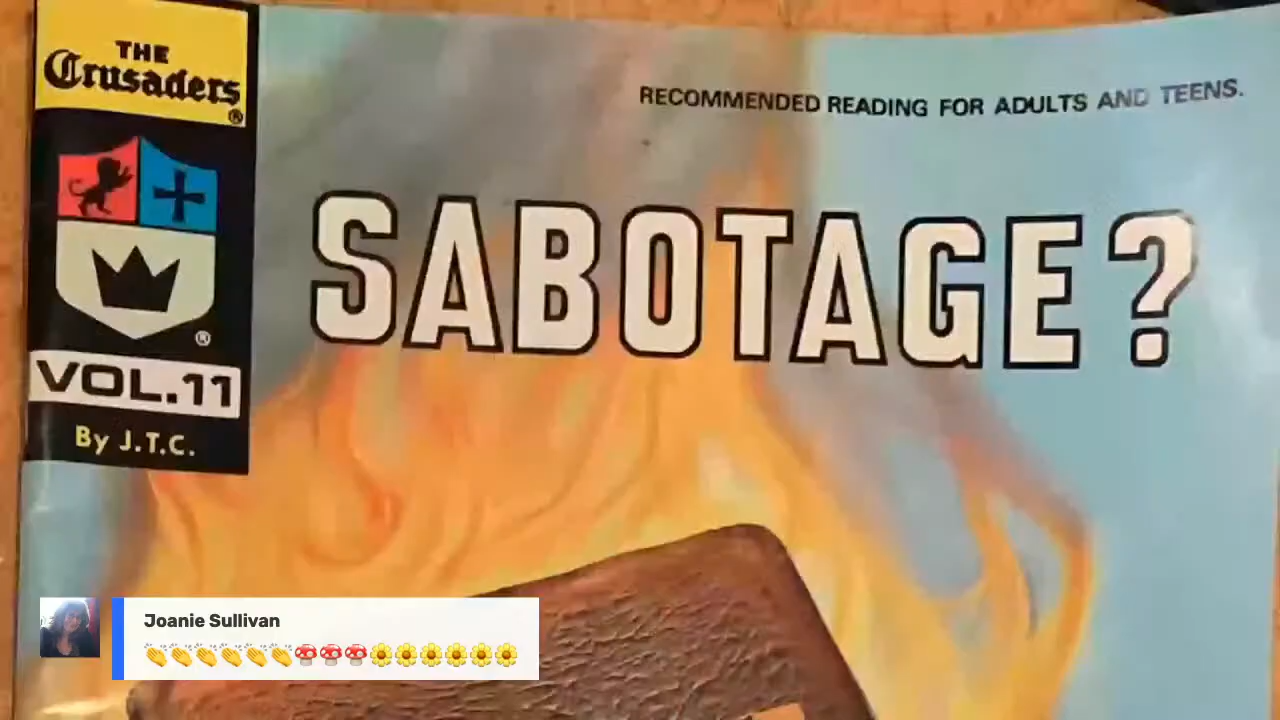 THE
Crusaders®
RECOMMENDED READING FOR ADULTS AND TEENS.
SABOTAGE?
®
VOL.11
By J.T.C.
Joanie Sullivan
👏👏👏👏👏👏🍄🍄🍄🌼🌼🌼🌼🌼🌼